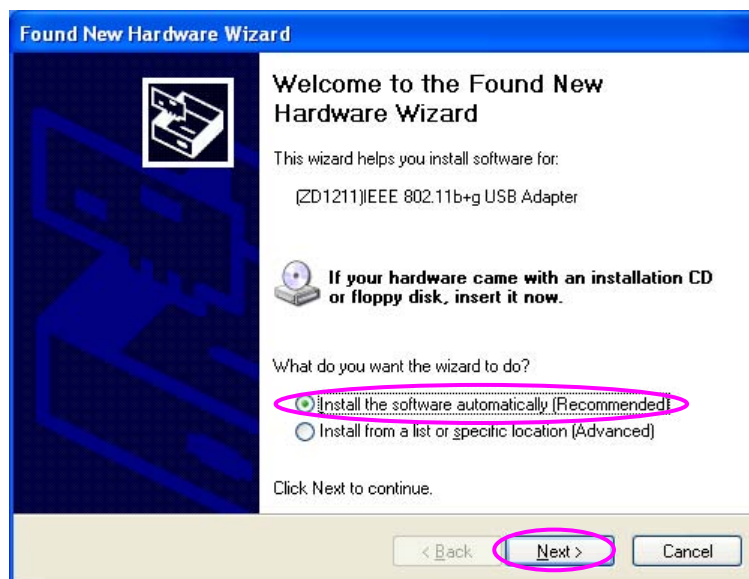 Found New Hardware Wizard
Welcome to the Found New
Hardware Wizard
This wizard helps you install software for:
(ZD1211)IEEE 802.11b+g USB Adapter
If your hardware came with an installation CD
or floppy disk, insert it now.
What do you want the wizard to do?
Install the software automatically (Recommended)
Install from a list or specific location (Advanced)
Click Next to continue.
< Back Next > Cancel